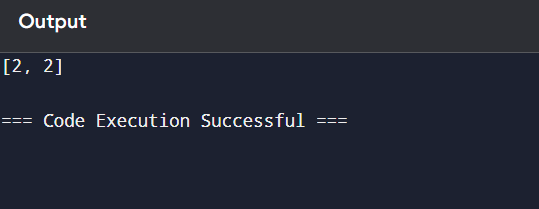 Output
[2, 2]
=== Code Execution Successful ===